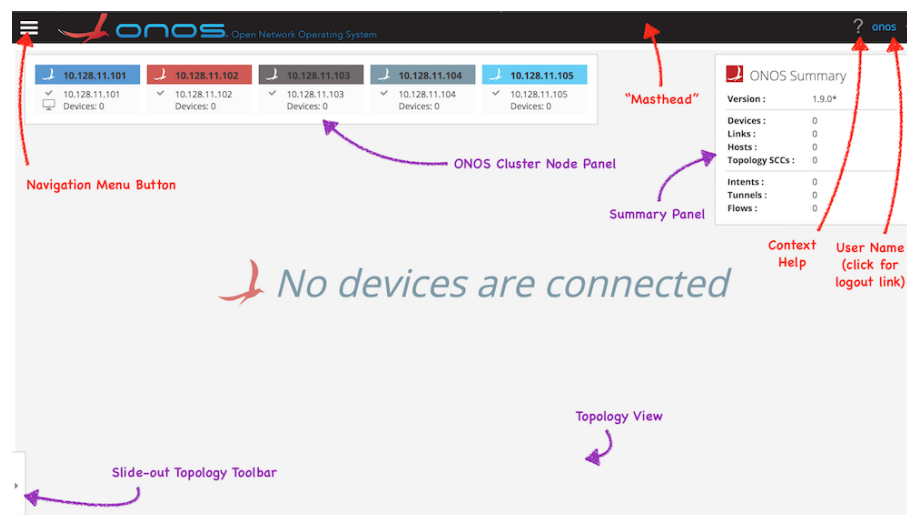 onos. Open Network Operating System
? onos
10.128.11.101
10.128.11.101
Devices: 0
10.128.11.102
10.128.11.102
Devices: 0
10.128.11.103
10.128.11.103
Devices: 0
10.128.11.104
10.128.11.104
Devices: 0
10.128.11.105
10.128.11.105
Devices: 0
"Masthead"
ONOS Summary
Version : 1.9.0*
Devices : 0
Links : 0
Hosts : 0
Topology SCCs : 0
Intents : 0
Tunnels : 0
Flows : 0
ONOS Cluster Node Panel
Navigation Menu Button
Summary Panel
Context
Help
User Name
(click for
logout link)
No devices are connected
Topology View
Slide-out Topology Toolbar